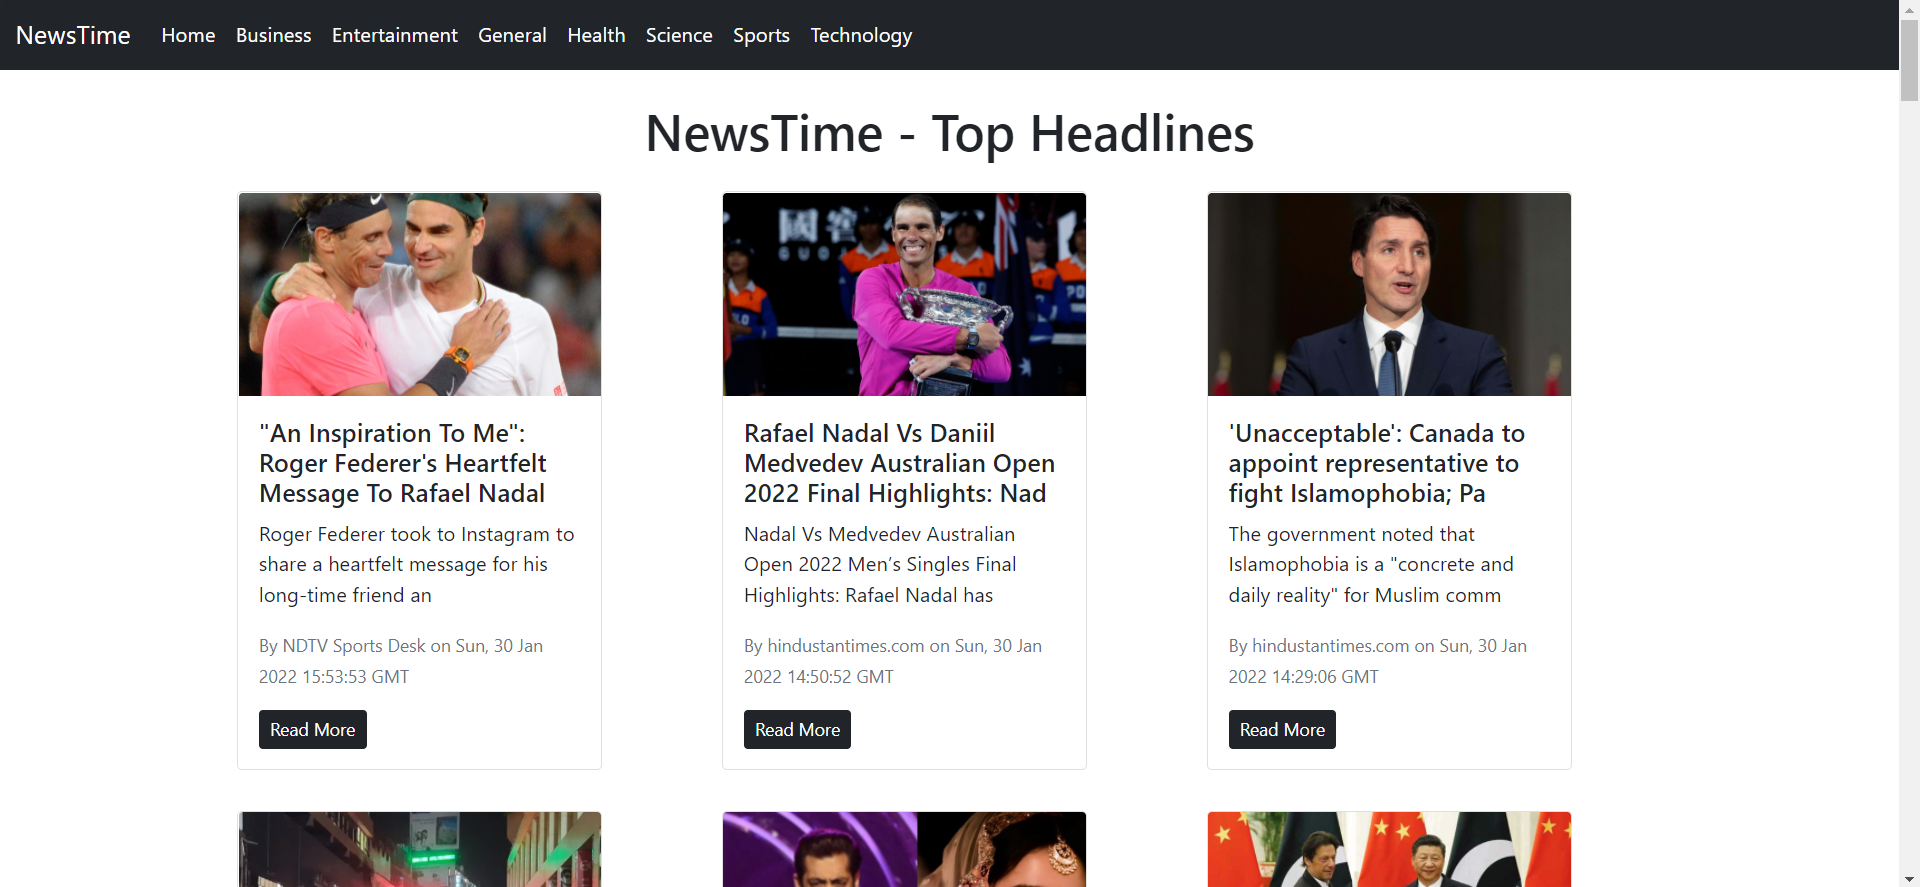 NewsTime Home Business Entertainment General Health Science Sports Technology
NewsTime - Top Headlines
國窖
GUO
"An Inspiration To Me":
Roger Federer's Heartfelt
Message To Rafael Nadal
Roger Federer took to Instagram to
share a heartfelt message for his
long-time friend an
By NDTV Sports Desk on Sun, 30 Jan
2022 15:53:53 GMT
Read More
Rafael Nadal Vs Daniil
Medvedev Australian Open
2022 Final Highlights: Nad
Nadal Vs Medvedev Australian
Open 2022 Men’s Singles Final
Highlights: Rafael Nadal has
By hindustantimes.com on Sun, 30 Jan
2022 14:50:52 GMT
Read More
'Unacceptable': Canada to
appoint representative to
fight Islamophobia; Pa
The government noted that
Islamophobia is a "concrete and
daily reality" for Muslim comm
By hindustantimes.com on Sun, 30 Jan
2022 14:29:06 GMT
Read More